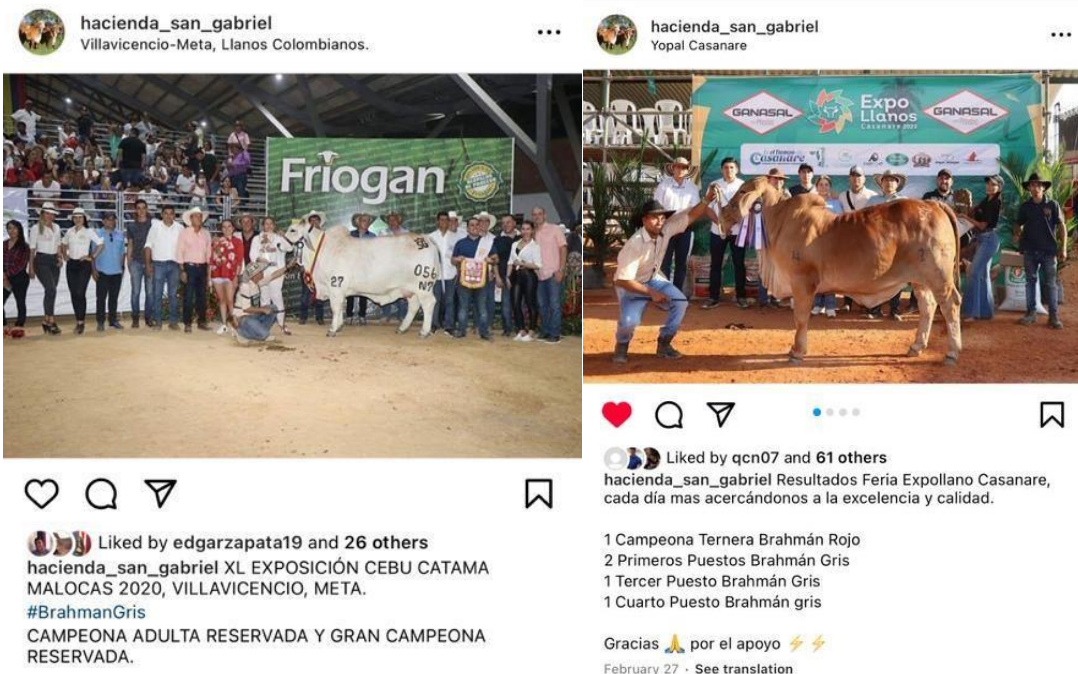 hacienda_san_gabriel
Villavicencio-Meta, Llanos Colombianos.
Friogan
27
056
Liked by edgarzapata19 and 26 others
hacienda_san_gabriel XL EXPOSICIÓN CEBU CATAMA
MALOCAS 2020, VILLAVICENCIO, META.
#BrahmanGris
CAMPEONA ADULTA RESERVADA Y GRAN CAMPEONA
RESERVADA.
hacienda_san_gabriel
Yopal Casanare
GANASAL
Expo
Llanos
GANASAL
Casanare
Liked by qcn07 and 61 others
hacienda_san_gabriel Resultados Feria Expollano Casanare,
cada día mas acercándonos a la excelencia y calidad.
1 Campeona Ternera Brahmán Rojo
2 Primeros Puestos Brahmán Gris
1 Tercer Puesto Brahmán Gris
1 Cuarto Puesto Brahmán gris
Gracias 🙏 por el apoyo ⚡⚡
February 27 · See translation